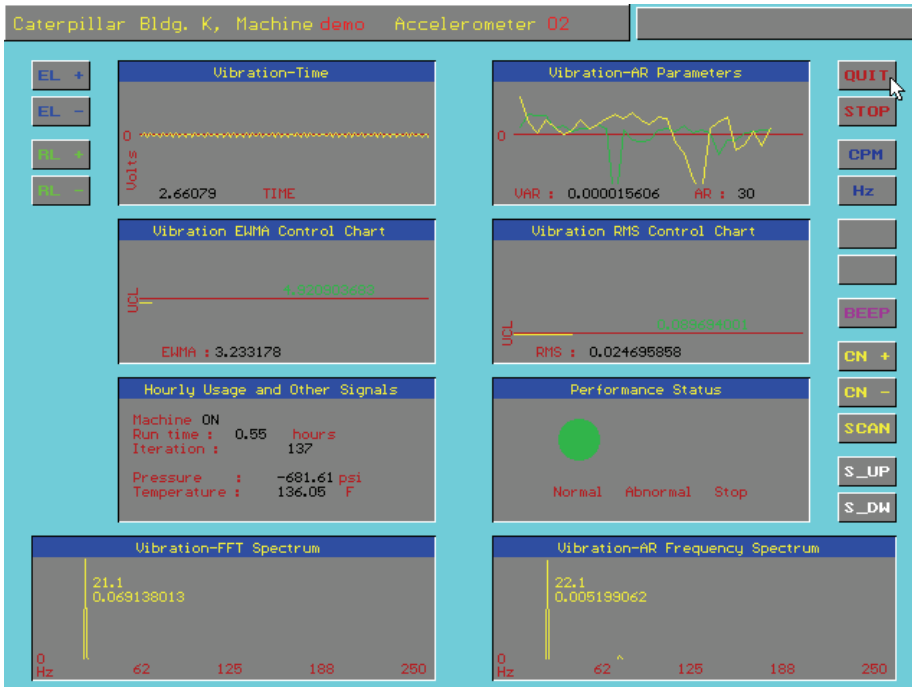 Caterpillar Bldg. K, Machine demo Accelerometer 02
EL +
EL -
RL +
RL -
Vibration-Time
0
Volts
2.66079 TIME
Vibration-AR Parameters
0
VAR : 0.000015606 AR : 30
QUIT
STOP
CPM
Hz
Vibration EWMA Control Chart
UCL
EWMA : 3.233178
Vibration RMS Control Chart
UCL
RMS : 0.024695858
BEEP
CN +
CN -
SCAN
S_UP
S_DW
Hourly Usage and Other Signals
Machine ON
Run time : 0.55 hours
Iteration : 137
Pressure : -681.61 psi
Temperature : 136.05 F
Performance Status
Normal Abnormal Stop
Vibration-FFT Spectrum
21.1
0.069138013
0
Hz 62 125 188 250
Vibration-AR Frequency Spectrum
22.1
0.005199062
0
Hz 62 125 188 250